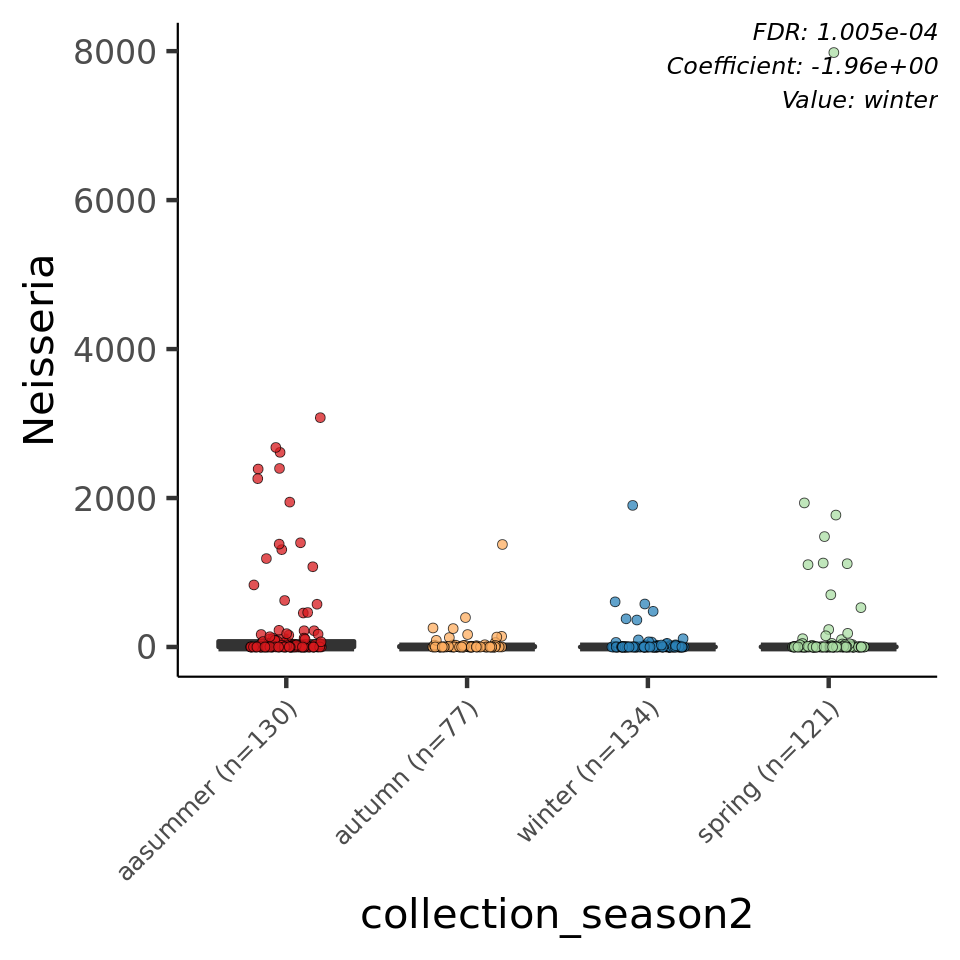 FDR: 1.005e-04
Coefficient: -1.96e+00
Value: winter
8000
6000
4000
2000
0
Neisseria
aasummer (n=130)
autumn (n=77)
winter (n=134)
spring (n=121)
collection_season2